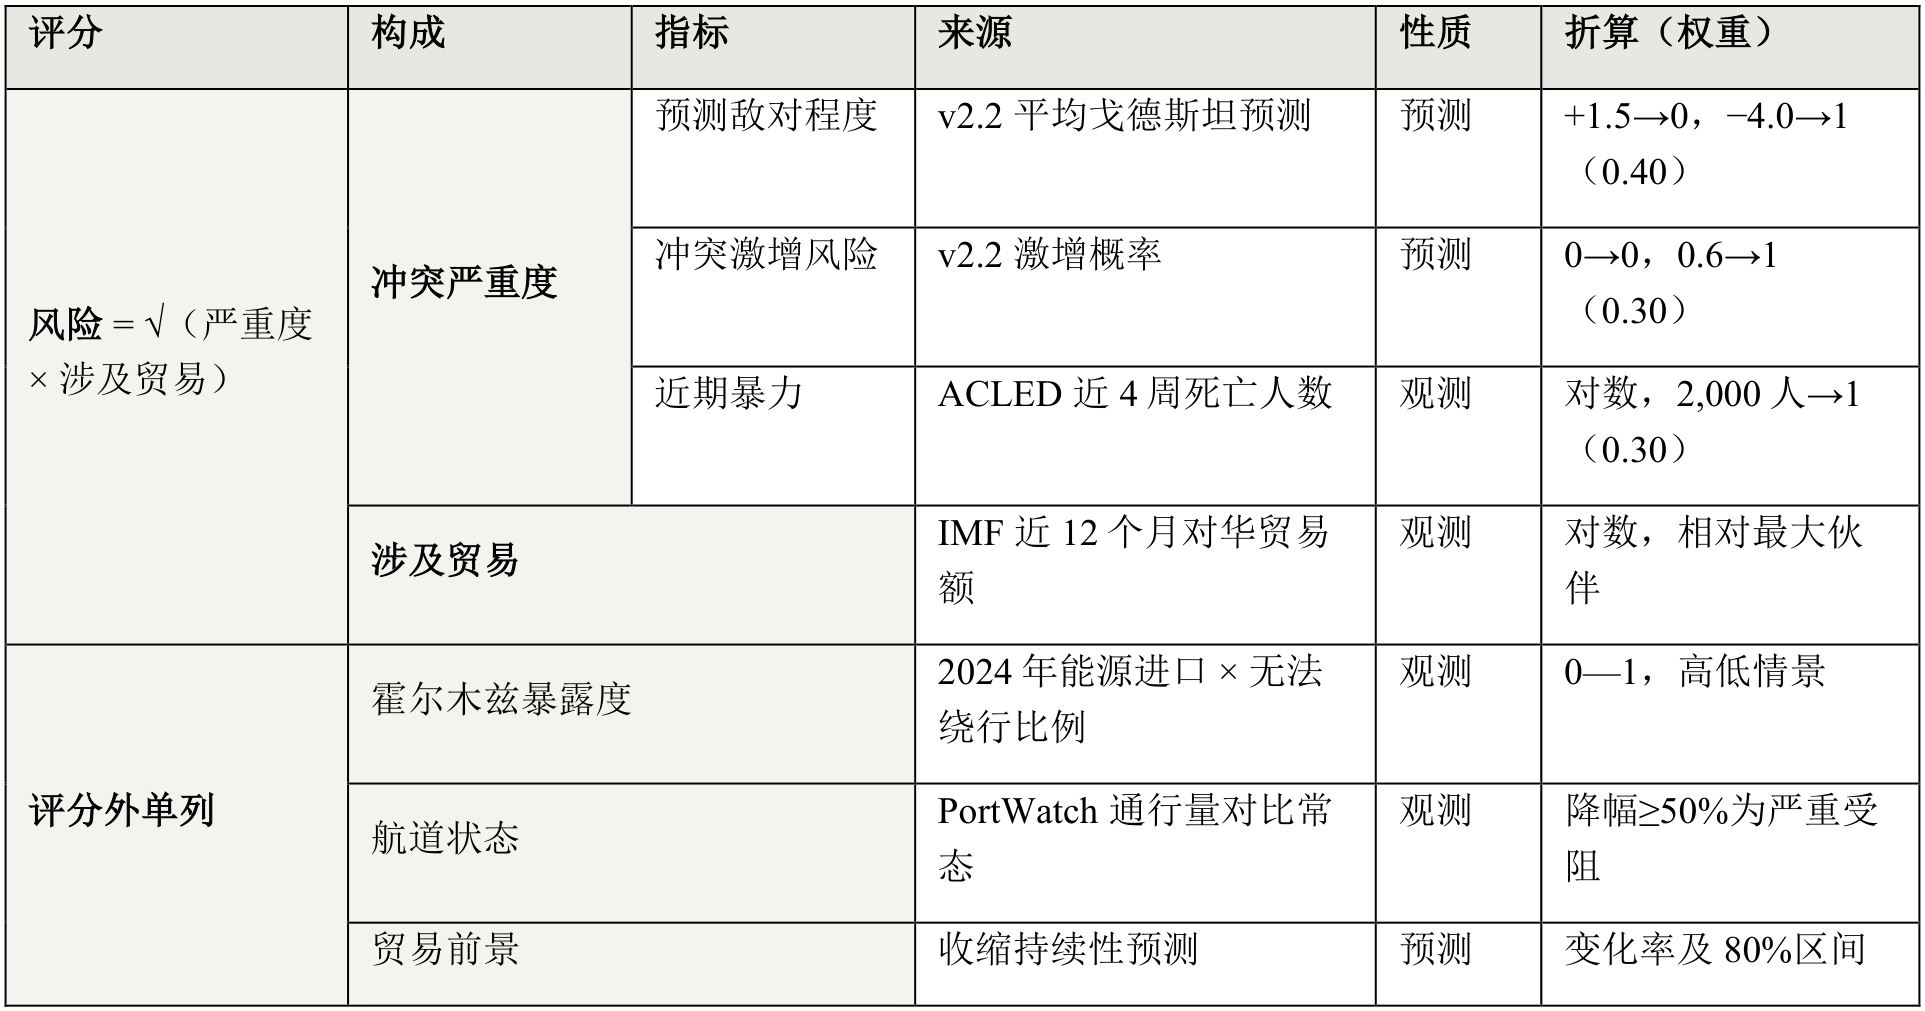 评分 构成 指标 来源 性质 折算（权重）
预测敌对程度 v2.2 平均戈德斯坦预测 预测 +1.5→0，−4.0→1
（0.40）
冲突激增风险 v2.2 激增概率 预测 0→0，0.6→1
（0.30）
冲突严重度
风险 = √（严重度
× 涉及贸易）
近期暴力 ACLED 近 4 周死亡人数 观测 对数，2,000 人→1
（0.30）
涉及贸易 IMF 近 12 个月对华贸易 观测 对数，相对最大伙
额 伴
霍尔木兹暴露度 2024 年能源进口 × 无法 观测 0—1，高低情景
绕行比例
评分外单列
航道状态 PortWatch 通行量对比常 观测 降幅≥50%为严重受
态 阻
贸易前景 收缩持续性预测 预测 变化率及 80%区间